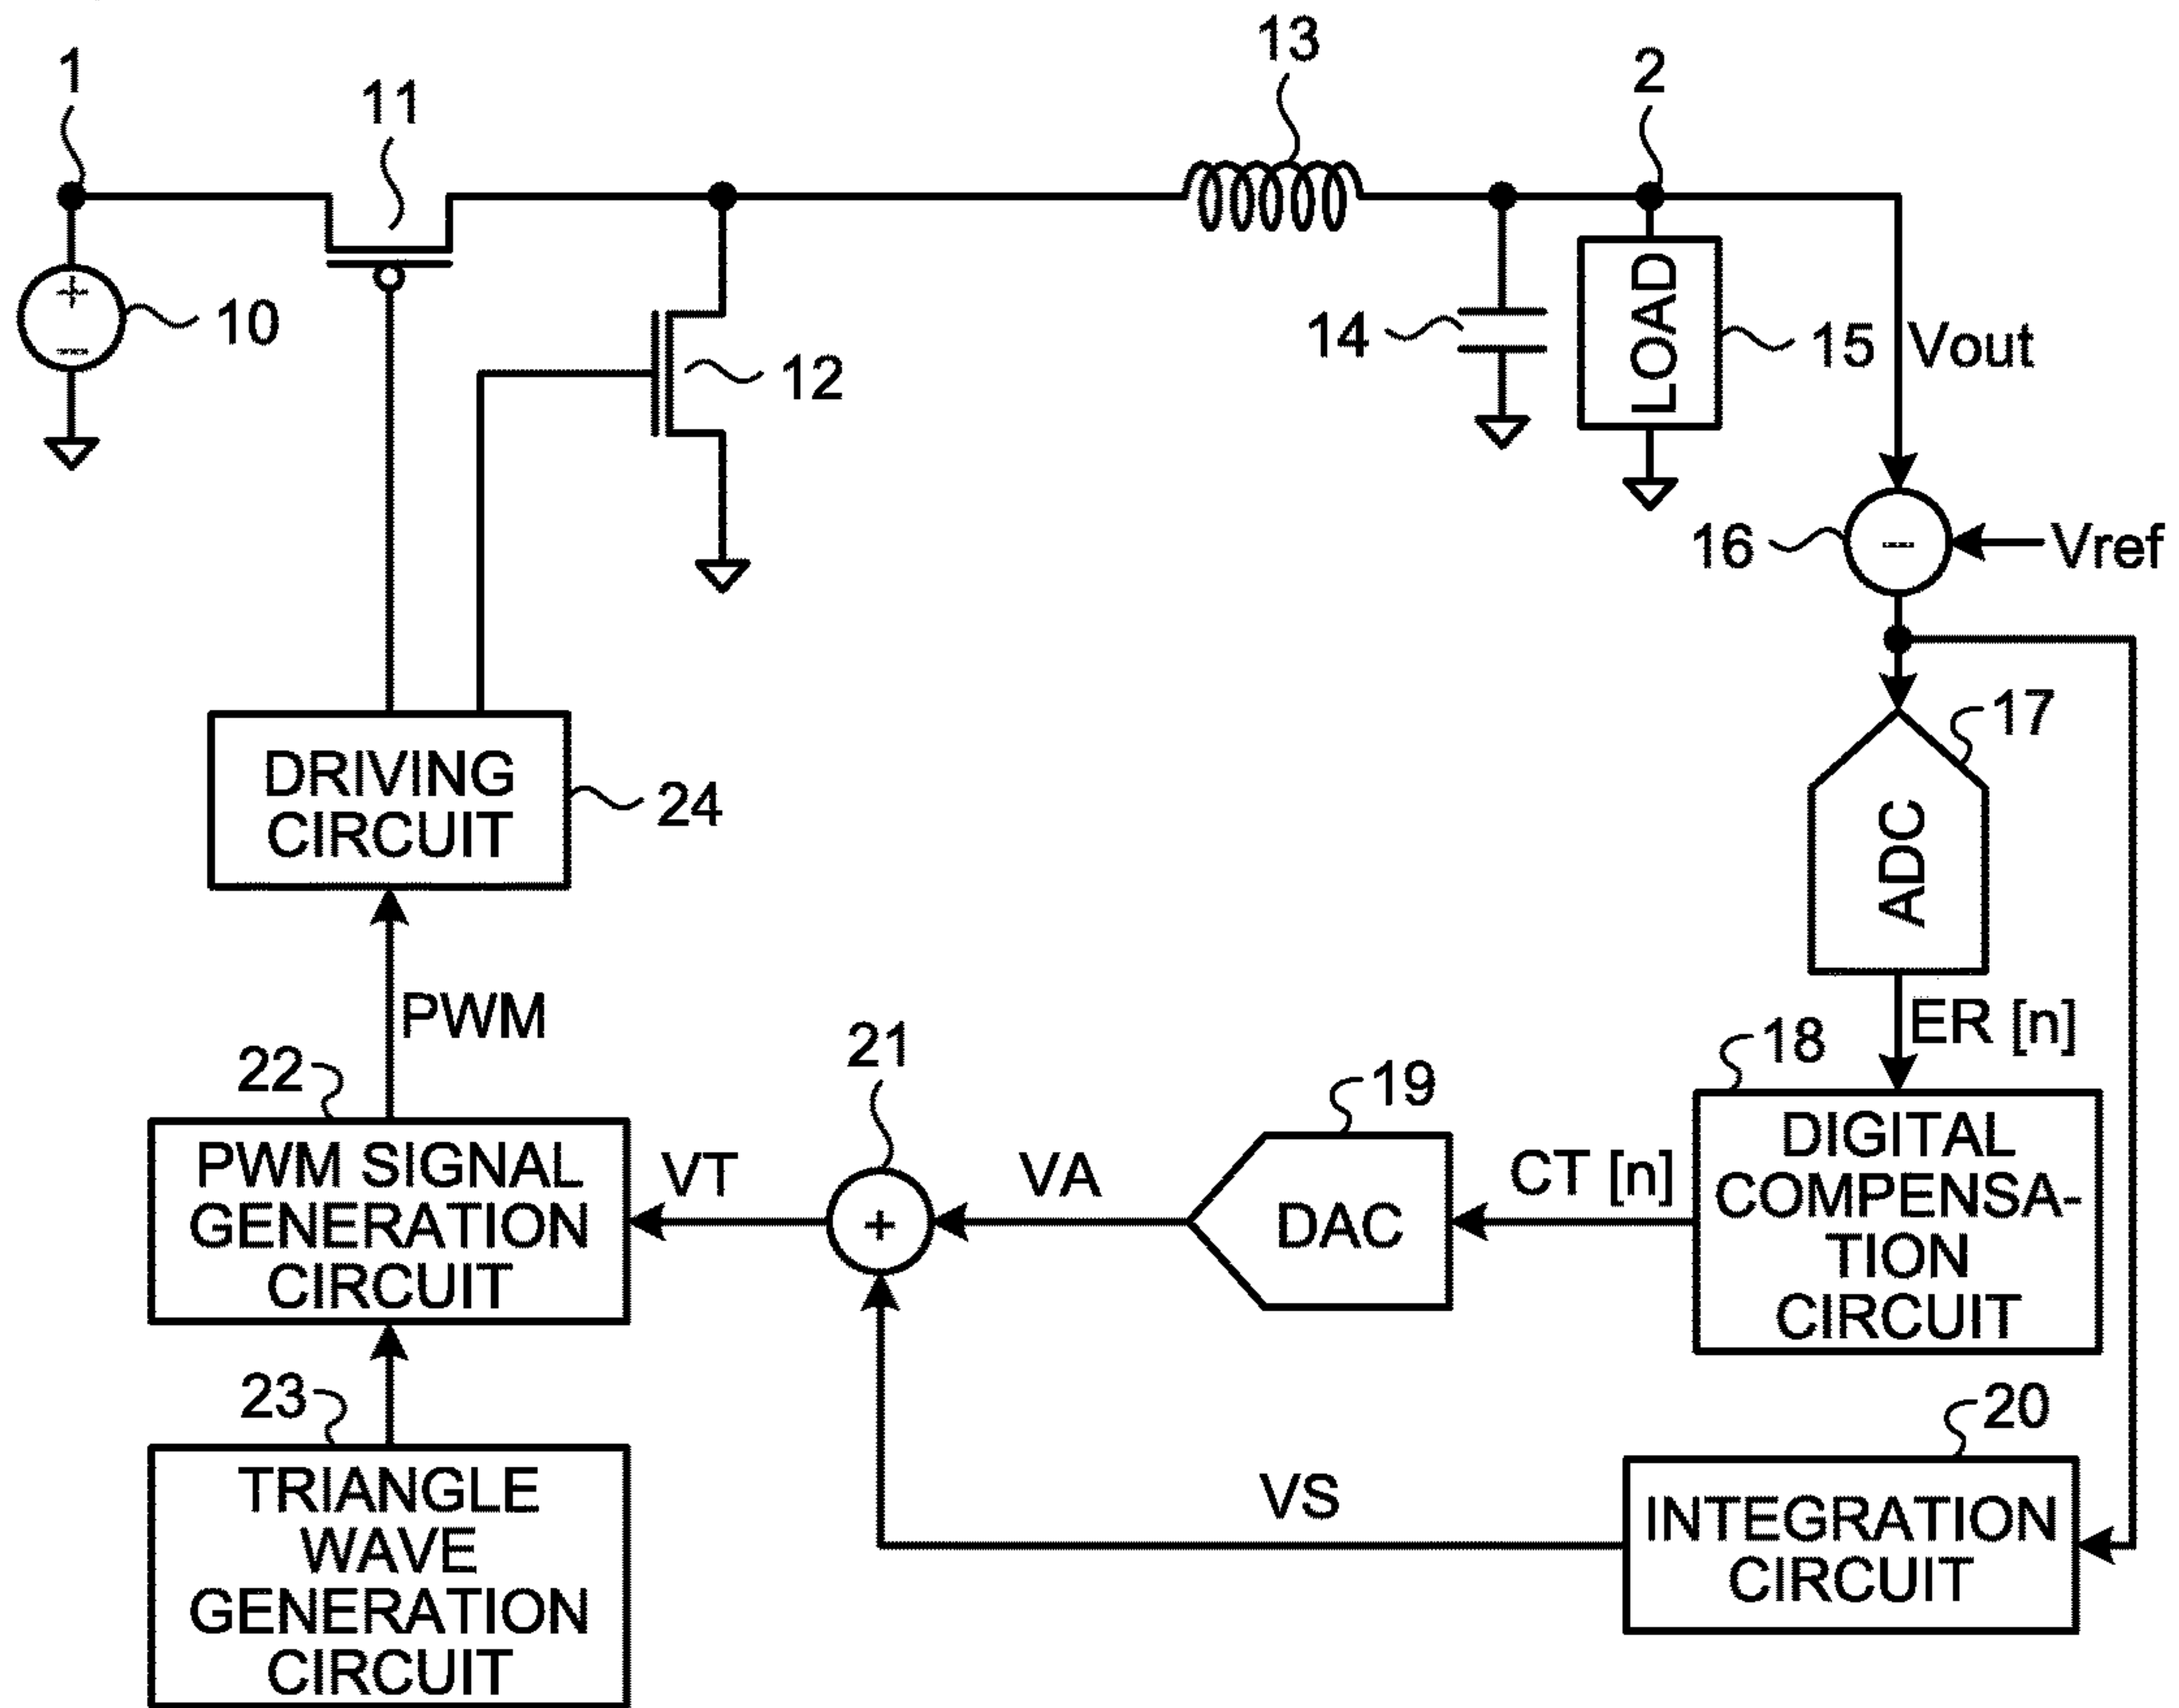 13
1
2
11
10
12
14
LOAD
15
Vout
16
-
Vref
17
DRIVING
CIRCUIT
24
ADC
PWM
ER [n]
22
21
19
18
PWM SIGNAL
GENERATION
CIRCUIT
VT
+
VA
DAC
CT [n]
DIGITAL
COMPENSA-
TION
CIRCUIT
23
20
TRIANGLE
WAVE
GENERATION
CIRCUIT
VS
INTEGRATION
CIRCUIT